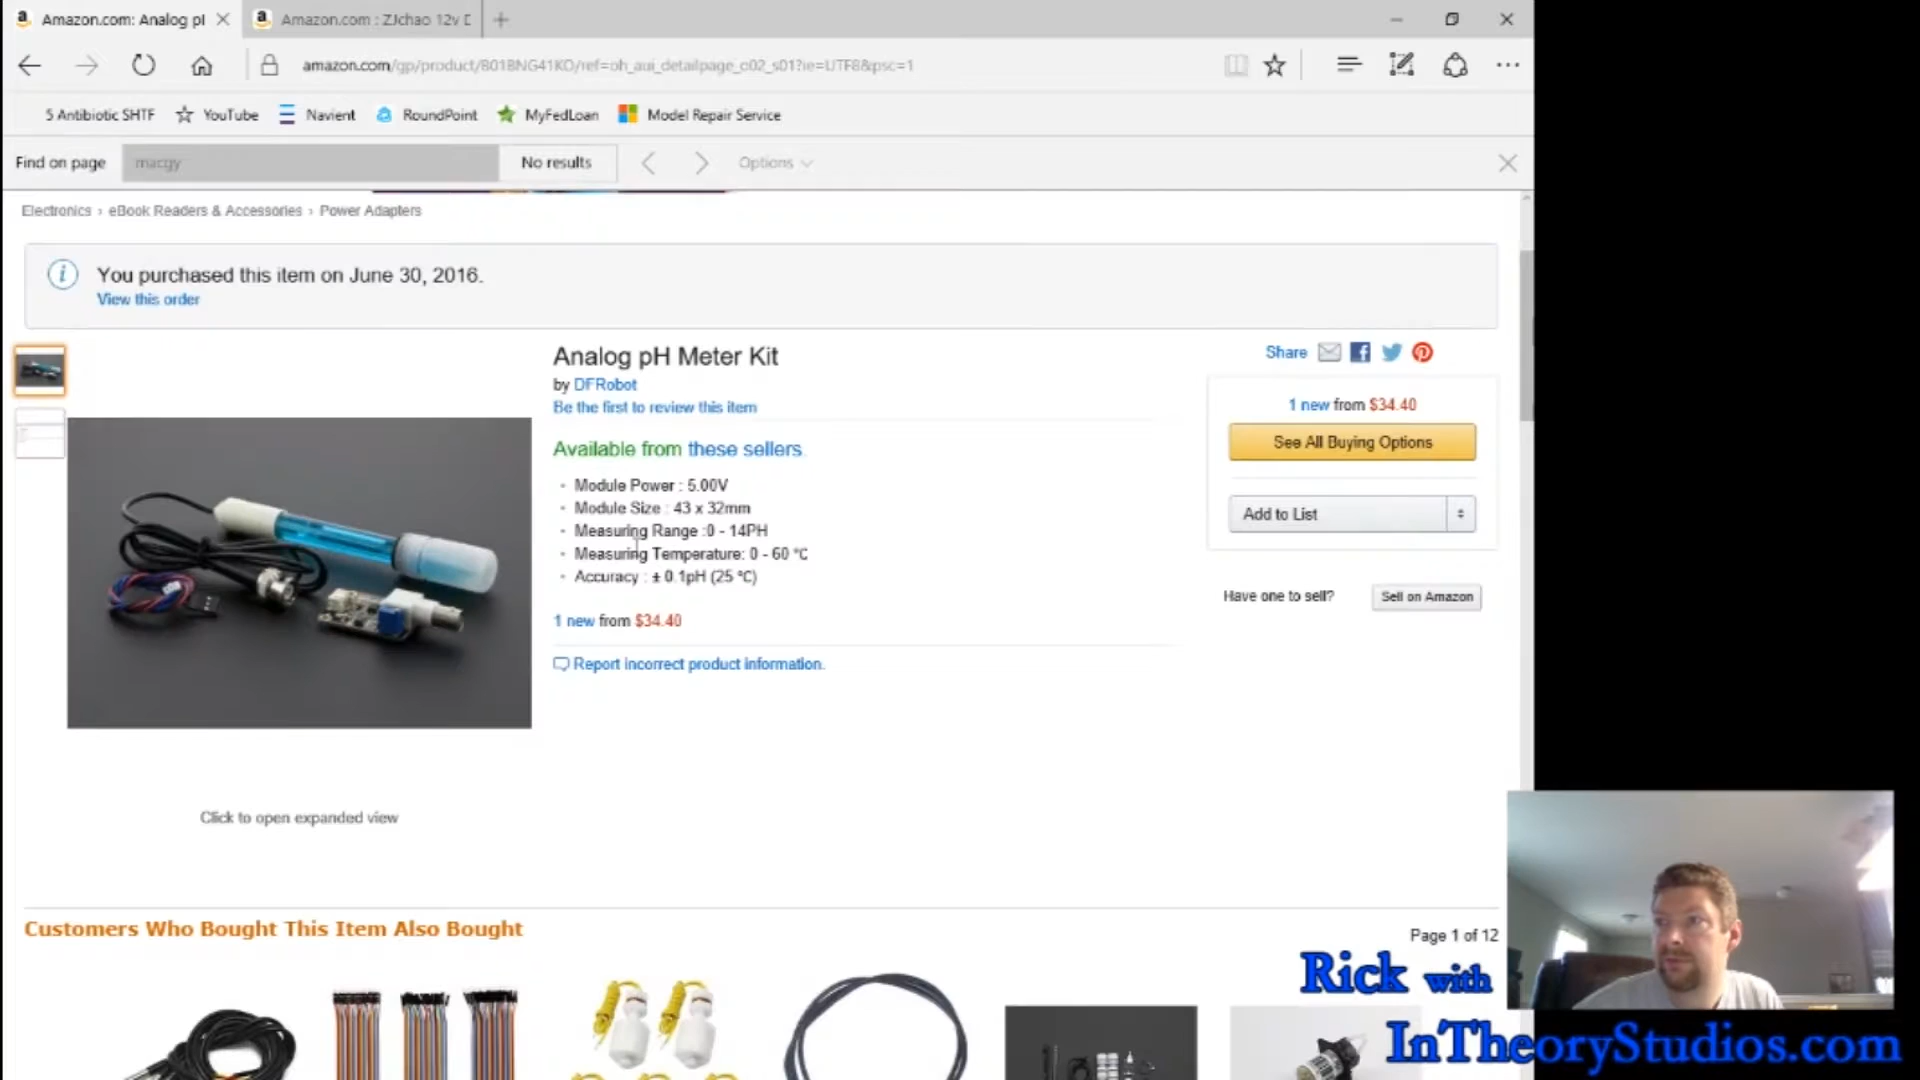 Amazon.com: Analog pl
Amazon.com : ZJchao 12v D
amazon.com/gp/product/B01BNG41KO/ref=oh_aui_detailpage_o02_s01?ie=UTF8&psc=1
5 Antibiotic SHTF YouTube Navient RoundPoint MyFedLoan Model Repair Service
Find on page macgy No results Options
Electronics › eBook Readers & Accessories › Power Adapters
You purchased this item on June 30, 2016.
View this order
Analog pH Meter Kit
by DFRobot
Be the first to review this item
Available from these sellers.
Module Power : 5.00V
Module Size : 43 x 32mm
Measuring Range :0 - 14PH
Measuring Temperature: 0 - 60 ℃
Accuracy : ± 0.1pH (25 ℃)
1 new from $34.40
Report incorrect product information.
Share
1 new from $34.40
See All Buying Options
Add to List
Have one to sell? Sell on Amazon
Click to open expanded view
Customers Who Bought This Item Also Bought
Page 1 of 12
Rick with
InTheoryStudios.com